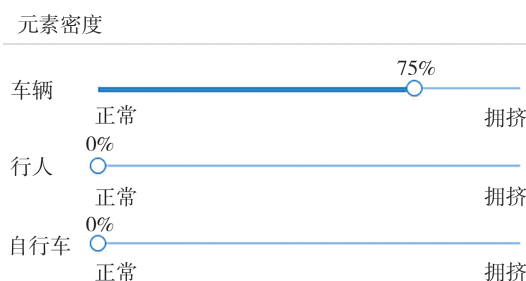 元素密度
75%
车辆
正常 拥挤
0%
行人
正常 拥挤
0%
自行车
正常 拥挤